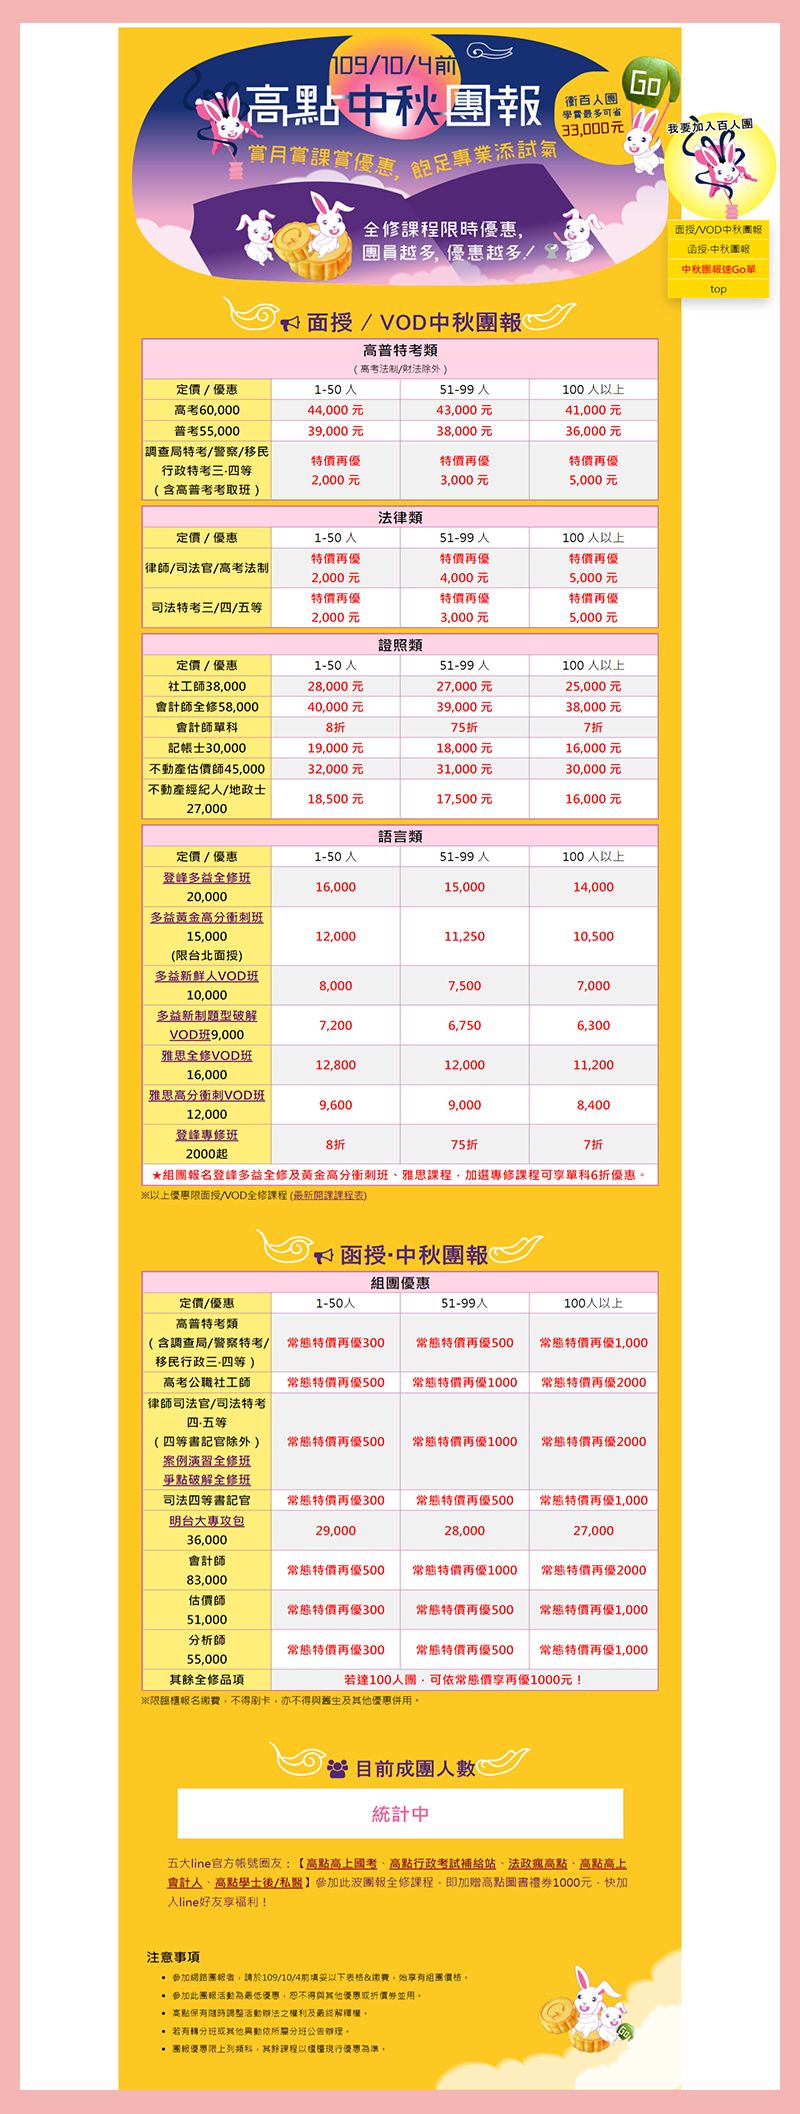 109/10/4前
高點中秋團報
賞月賞課賞優惠, 飽足專業添試氣
衝百人團
學費最多可省
33,000元
Go
全修課程限時優惠,
團員越多, 優惠越多!
我要加入百人團
面授/VOD中秋團報
函授‧中秋團報
中秋團報速Go單
top
面授 / VOD中秋團報
高普特考類
( 高考法制/財法除外 )
定價 / 優惠 1-50 人 51-99 人 100 人以上
高考60,000 44,000 元 43,000 元 41,000 元
普考55,000 39,000 元 38,000 元 36,000 元
調查局特考/警察/移民
行政特考三‧四等
( 含高普考考取班 )
特價再優 特價再優 特價再優
2,000 元 3,000 元 5,000 元
法律類
定價 / 優惠 1-50 人 51-99 人 100 人以上
律師/司法官/高考法制
特價再優 特價再優 特價再優
2,000 元 4,000 元 5,000 元
司法特考三/四/五等
特價再優 特價再優 特價再優
2,000 元 3,000 元 5,000 元
證照類
定價 / 優惠 1-50 人 51-99 人 100 人以上
社工師38,000 28,000 元 27,000 元 25,000 元
會計師全修58,000 40,000 元 39,000 元 38,000 元
會計師單科 8折 75折 7折
記帳士30,000 19,000 元 18,000 元 16,000 元
不動產估價師45,000 32,000 元 31,000 元 30,000 元
不動產經紀人/地政士
27,000
18,500 元 17,500 元 16,000 元
語言類
定價 / 優惠 1-50 人 51-99 人 100 人以上
登峰多益全修班
20,000
16,000 15,000 14,000
多益黃金高分衝刺班
15,000
(限台北面授)
12,000 11,250 10,500
多益新鮮人VOD班
10,000
8,000 7,500 7,000
多益新制題型破解
VOD班9,000
7,200 6,750 6,300
雅思全修VOD班
16,000
12,800 12,000 11,200
雅思高分衝刺VOD班
12,000
9,600 9,000 8,400
登峰專修班
2000起
8折 75折 7折
★組團報名登峰多益全修及黃金高分衝刺班、雅思課程，加選專修課程可享單科6折優惠。
※以上優惠限面授/VOD全修課程 (最新開課課程表)
函授‧中秋團報
組團優惠
定價/優惠 1-50人 51-99人 100人以上
高普特考類
( 含調查局/警察特考/
移民行政三‧四等 )
常態特價再優300 常態特價再優500 常態特價再優1,000
高考公職社工師 常態特價再優500 常態特價再優1000 常態特價再優2000
律師司法官/司法特考
四‧五等
( 四等書記官除外 )
案例演習全修班
爭點破解全修班
常態特價再優500 常態特價再優1000 常態特價再優2000
司法四等書記官 常態特價再優300 常態特價再優500 常態特價再優1,000
明台大專攻包
36,000
29,000 28,000 27,000
會計師
83,000
常態特價再優500 常態特價再優1000 常態特價再優2000
估價師
51,000
常態特價再優300 常態特價再優500 常態特價再優1,000
分析師
55,000
常態特價再優300 常態特價再優500 常態特價再優1,000
其餘全修品項 若達100人團，可依常態價享再優1000元！
※限臨櫃報名繳費，不得刷卡，亦不得與舊生及其他優惠併用。
目前成團人數
統計中
五大line官方帳號圈友：【高點高上國考、高點行政考試補給站、法政瘋高點、高點高上
會計人、高點學士後/私醫】參加此波團報全修課程，即加贈高點圖書禮券1000元，快加
入line好友享福利！
注意事項
• 參加網路團報者，請於109/10/4前填妥以下表格&繳費，始享有組團價格。
• 參加此團報活動為最低優惠，恕不得與其他優惠或折價券並用。
• 高點保有隨時調整活動辦法之權利及最終解釋權。
• 若有轉分班或其他異動依所屬分班公告辦理。
• 團報優惠限上列類科，其餘課程以櫃檯現行優惠為準。
Go!